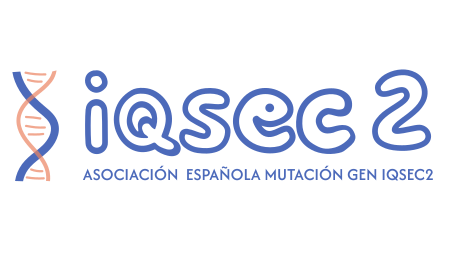 iqsec 2
ASOCIACIÓN ESPAÑOLA MUTACIÓN GEN IQSEC2